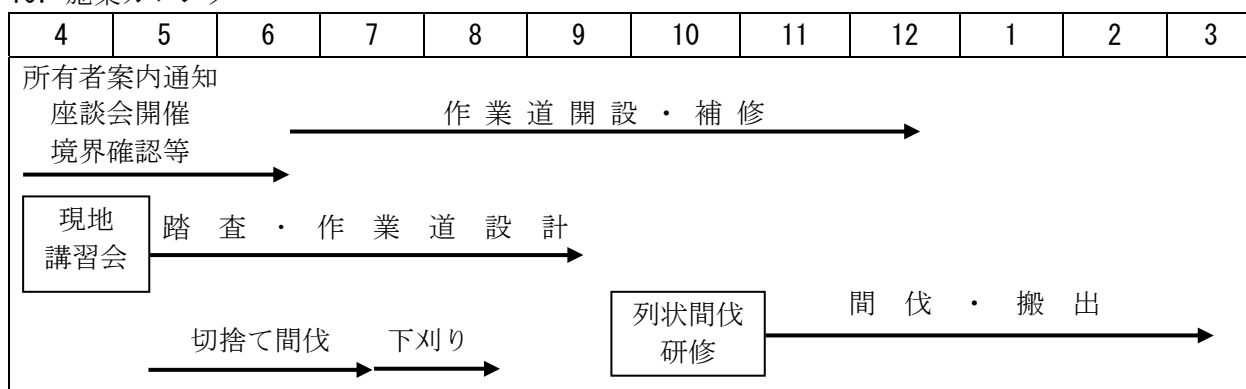 4 5 6 7 8 9 10 11 12 1 2 3
所有者案内通知
座談会開催
境界確認等
作業道開設・補修
現地
講習会
踏査・作業道設計
切捨て間伐
下刈り
列状間伐
研修
間伐・搬出